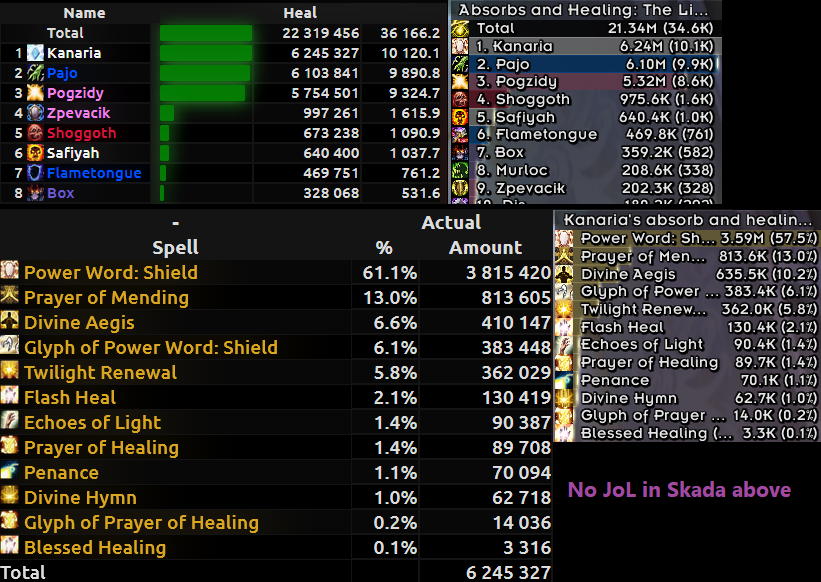 Name Heal
Total 22 319 456 36 166.2
1 Kanaria 6 245 327 10 120.1
2 Pajo 6 103 841 9 890.8
3 Pogzidy 5 754 501 9 324.7
4 Zpevacik 997 261 1 615.9
5 Shoggoth 673 238 1 090.9
6 Safiyah 640 400 1 037.7
7 Flametongue 469 751 761.2
8 Box 328 068 531.6
Absorbs and Healing: The Li...
Total 21.34M (34.6K)
1. Kanaria 6.24M (10.1K)
2. Pajo 6.10M (9.9K)
3. Pogzidy 5.32M (8.6K)
4. Shoggoth 975.6K (1.6K)
5. Safiyah 640.4K (1.0K)
6. Flametongue 469.8K (761)
7. Box 359.2K (582)
8. Murloc 208.6K (338)
9. Zpevacik 202.3K (328)
- Actual
Spell % Amount
Power Word: Shield 61.1% 3 815 420
Prayer of Mending 13.0% 813 605
Divine Aegis 6.6% 410 147
Glyph of Power Word: Shield 6.1% 383 448
Twilight Renewal 5.8% 362 029
Flash Heal 2.1% 130 419
Echoes of Light 1.4% 90 387
Prayer of Healing 1.4% 89 708
Penance 1.1% 70 094
Divine Hymn 1.0% 62 718
Glyph of Prayer of Healing 0.2% 14 036
Blessed Healing 0.1% 3 316
Total 6 245 327
Kanaria's absorb and healin...
Power Word: Sh... 3.59M (57.5%)
Prayer of Men... 813.6K (13.0%)
Divine Aegis 635.5K (10.2%)
Glyph of Power ... 383.4K (6.1%)
Twilight Renew... 362.0K (5.8%)
Flash Heal 130.4K (2.1%)
Echoes of Light 90.4K (1.4%)
Prayer of Healing 89.7K (1.4%)
Penance 70.1K (1.1%)
Divine Hymn 62.7K (1.0%)
Glyph of Prayer ... 14.0K (0.2%)
Blessed Healing (... 3.3K (0.1%)
No JoL in Skada above